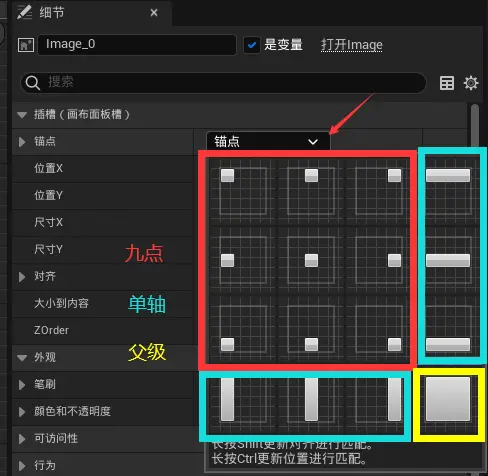 细节
Image_0
是变量
打开Image
搜索
插槽（画布面板槽）
锚点
锚点
位置X
位置Y
尺寸X
尺寸Y
九点
对齐
大小到内容
单轴
ZOrder
父级
外观
笔刷
颜色和不透明度
可访问性
长按Shift更新对齐进行匹配。
长按Ctrl更新位置进行匹配。
行为